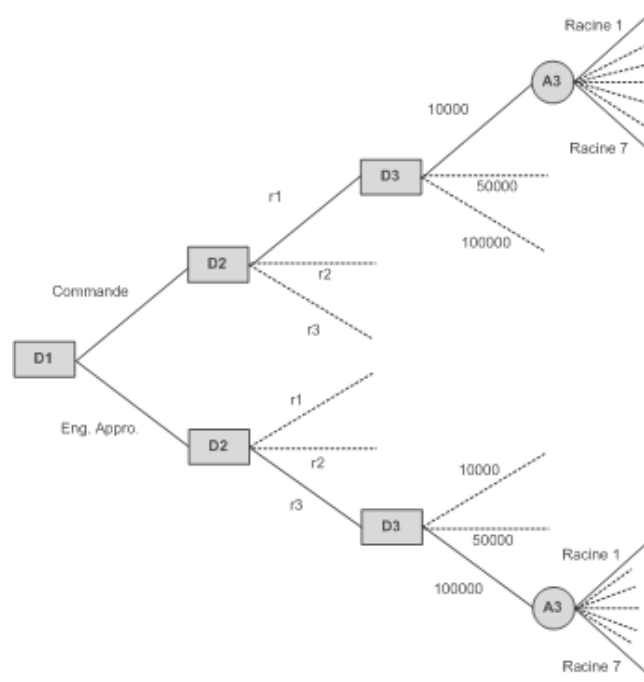 Racine 1
A3
10000
Racine 7
D3
50000
r1
100000
D2
r2
Commande
r3
D1
r1
Eng. Appro.
D2
r2
10000
r3
D3
50000
Racine 1
100000
A3
Racine 7